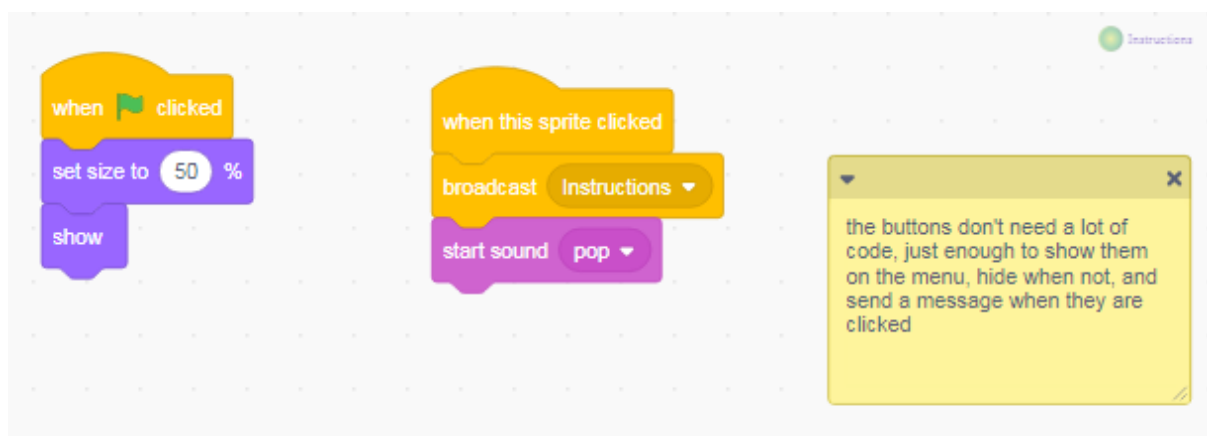 Instructions
when clicked
set size to 50 %
show
when this sprite clicked
broadcast Instructions
start sound pop
the buttons don't need a lot of
code, just enough to show them
on the menu, hide when not, and
send a message when they are
clicked